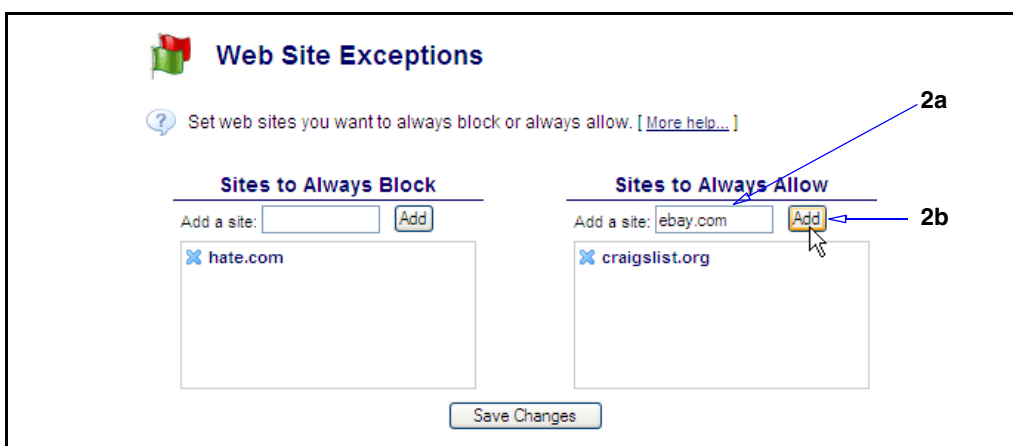 Web Site Exceptions
2a
Set web sites you want to always block or always allow. [ More help... ]
Sites to Always Block
Add a site: Add
hate.com
Sites to Always Allow
Add a site: ebay.com Add
2b
craigslist.org
Save Changes